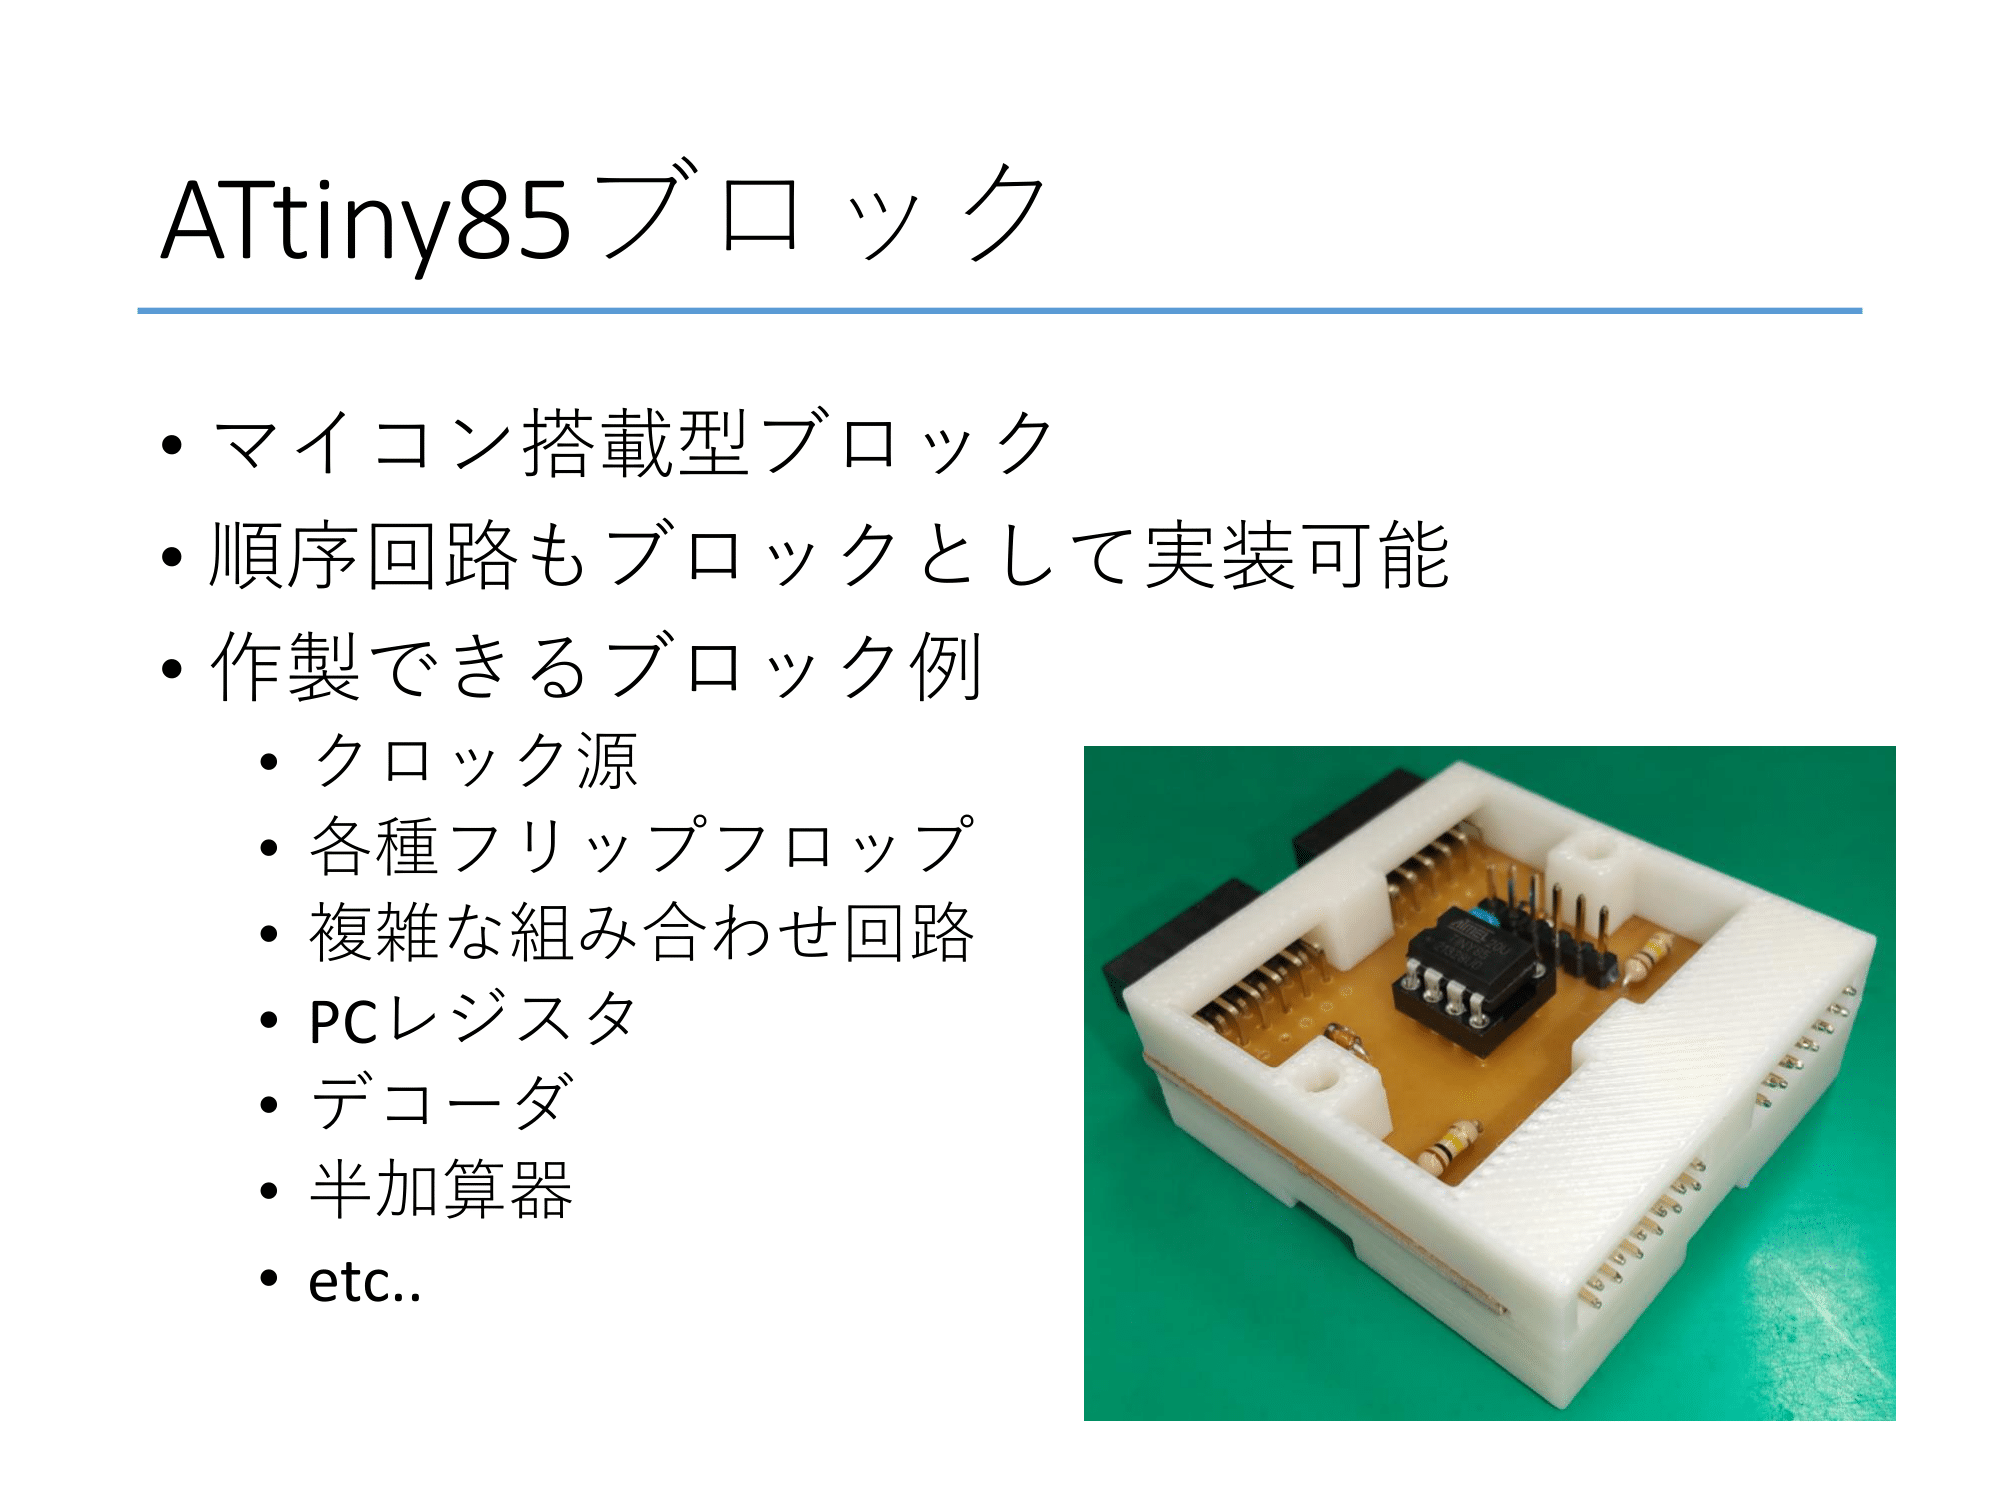 ATtiny85ブロック
• マイコン搭載型ブロック
• 順序回路もブロックとして実装可能
• 作製できるブロック例
• クロック源
• 各種フリップフロップ
• 複雑な組み合わせ回路
• PCレジスタ
• デコーダ
• 半加算器
• etc..